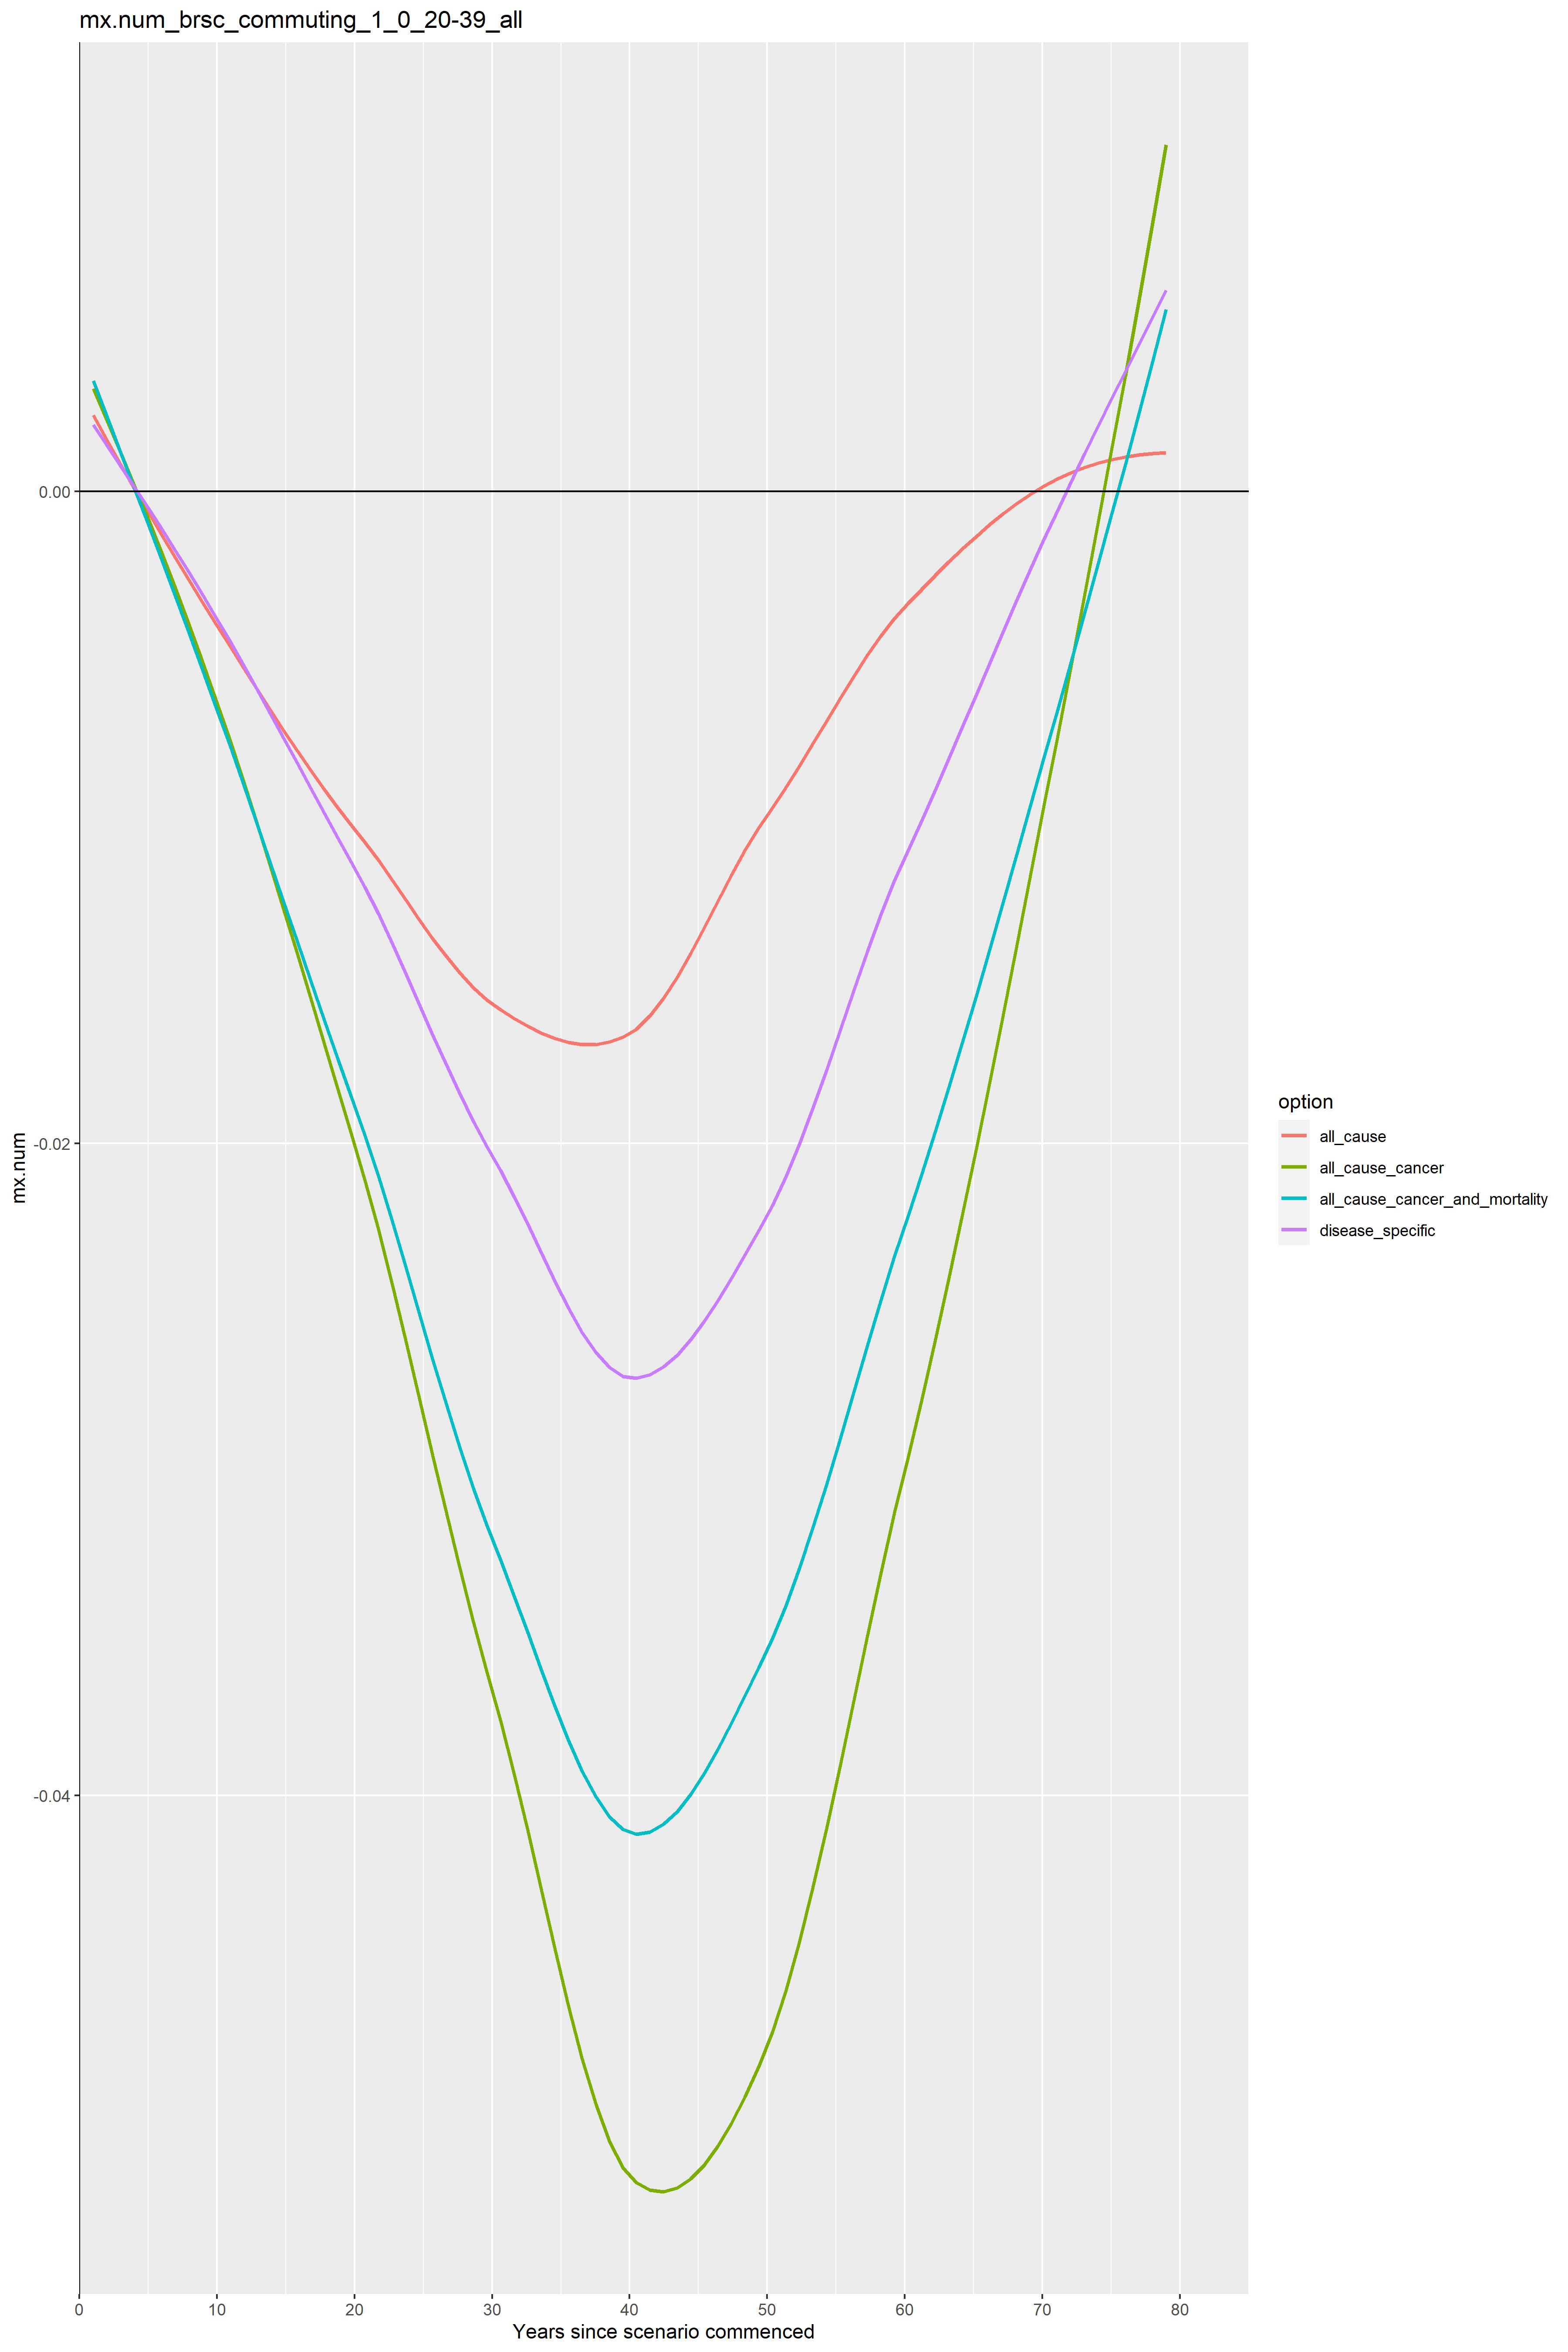 mx.num_brsc_commuting_1_0_20-39_all
0.00
-0.02
-0.04
mx.num
0 10 20 30 40 50 60 70 80
Years since scenario commenced
option
all_cause
all_cause_cancer
all_cause_cancer_and_mortality
disease_specific